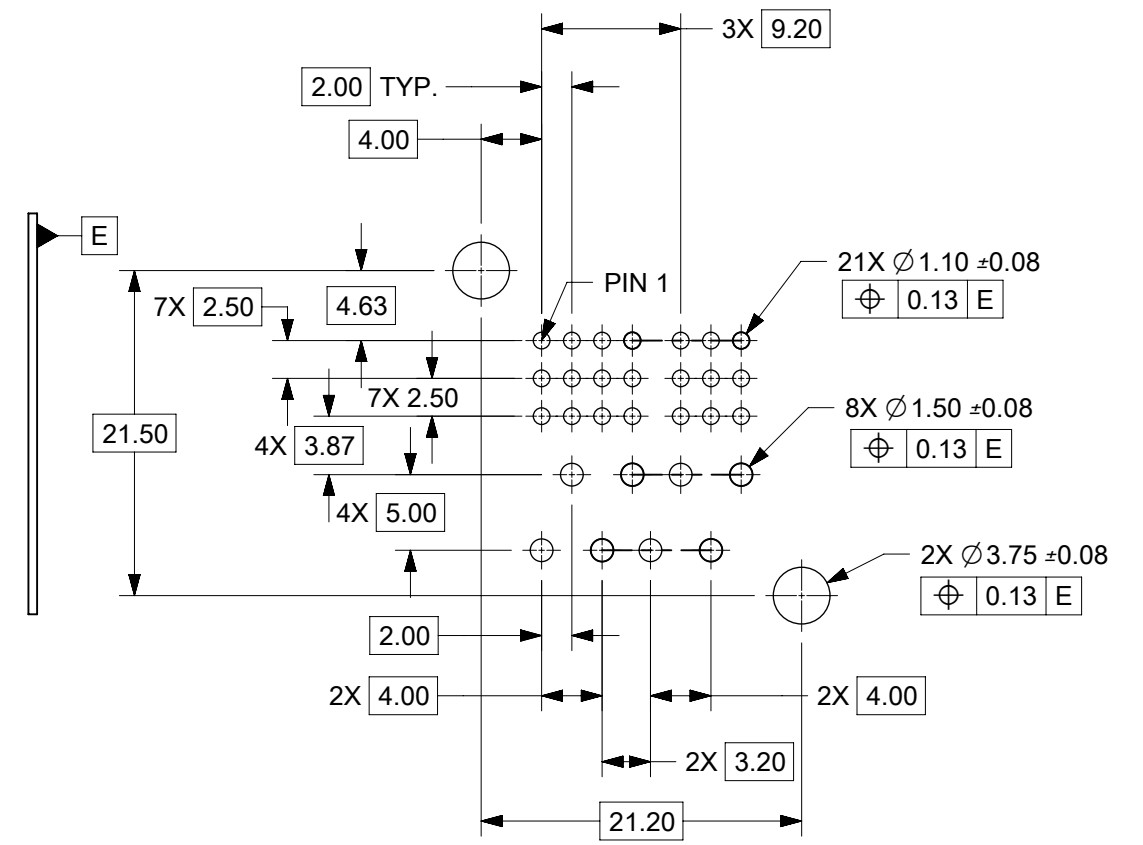 3X 9.20
2.00 TYP.
4.00
E
PIN 1
21X ∅1.10 ±0.08
⌖ 0.13 E
7X 2.50
4.63
7X 2.50
8X ∅1.50 ±0.08
⌖ 0.13 E
21.50
4X 3.87
4X 5.00
2X ∅3.75 ±0.08
⌖ 0.13 E
2.00
2X 4.00
2X 4.00
2X 3.20
21.20